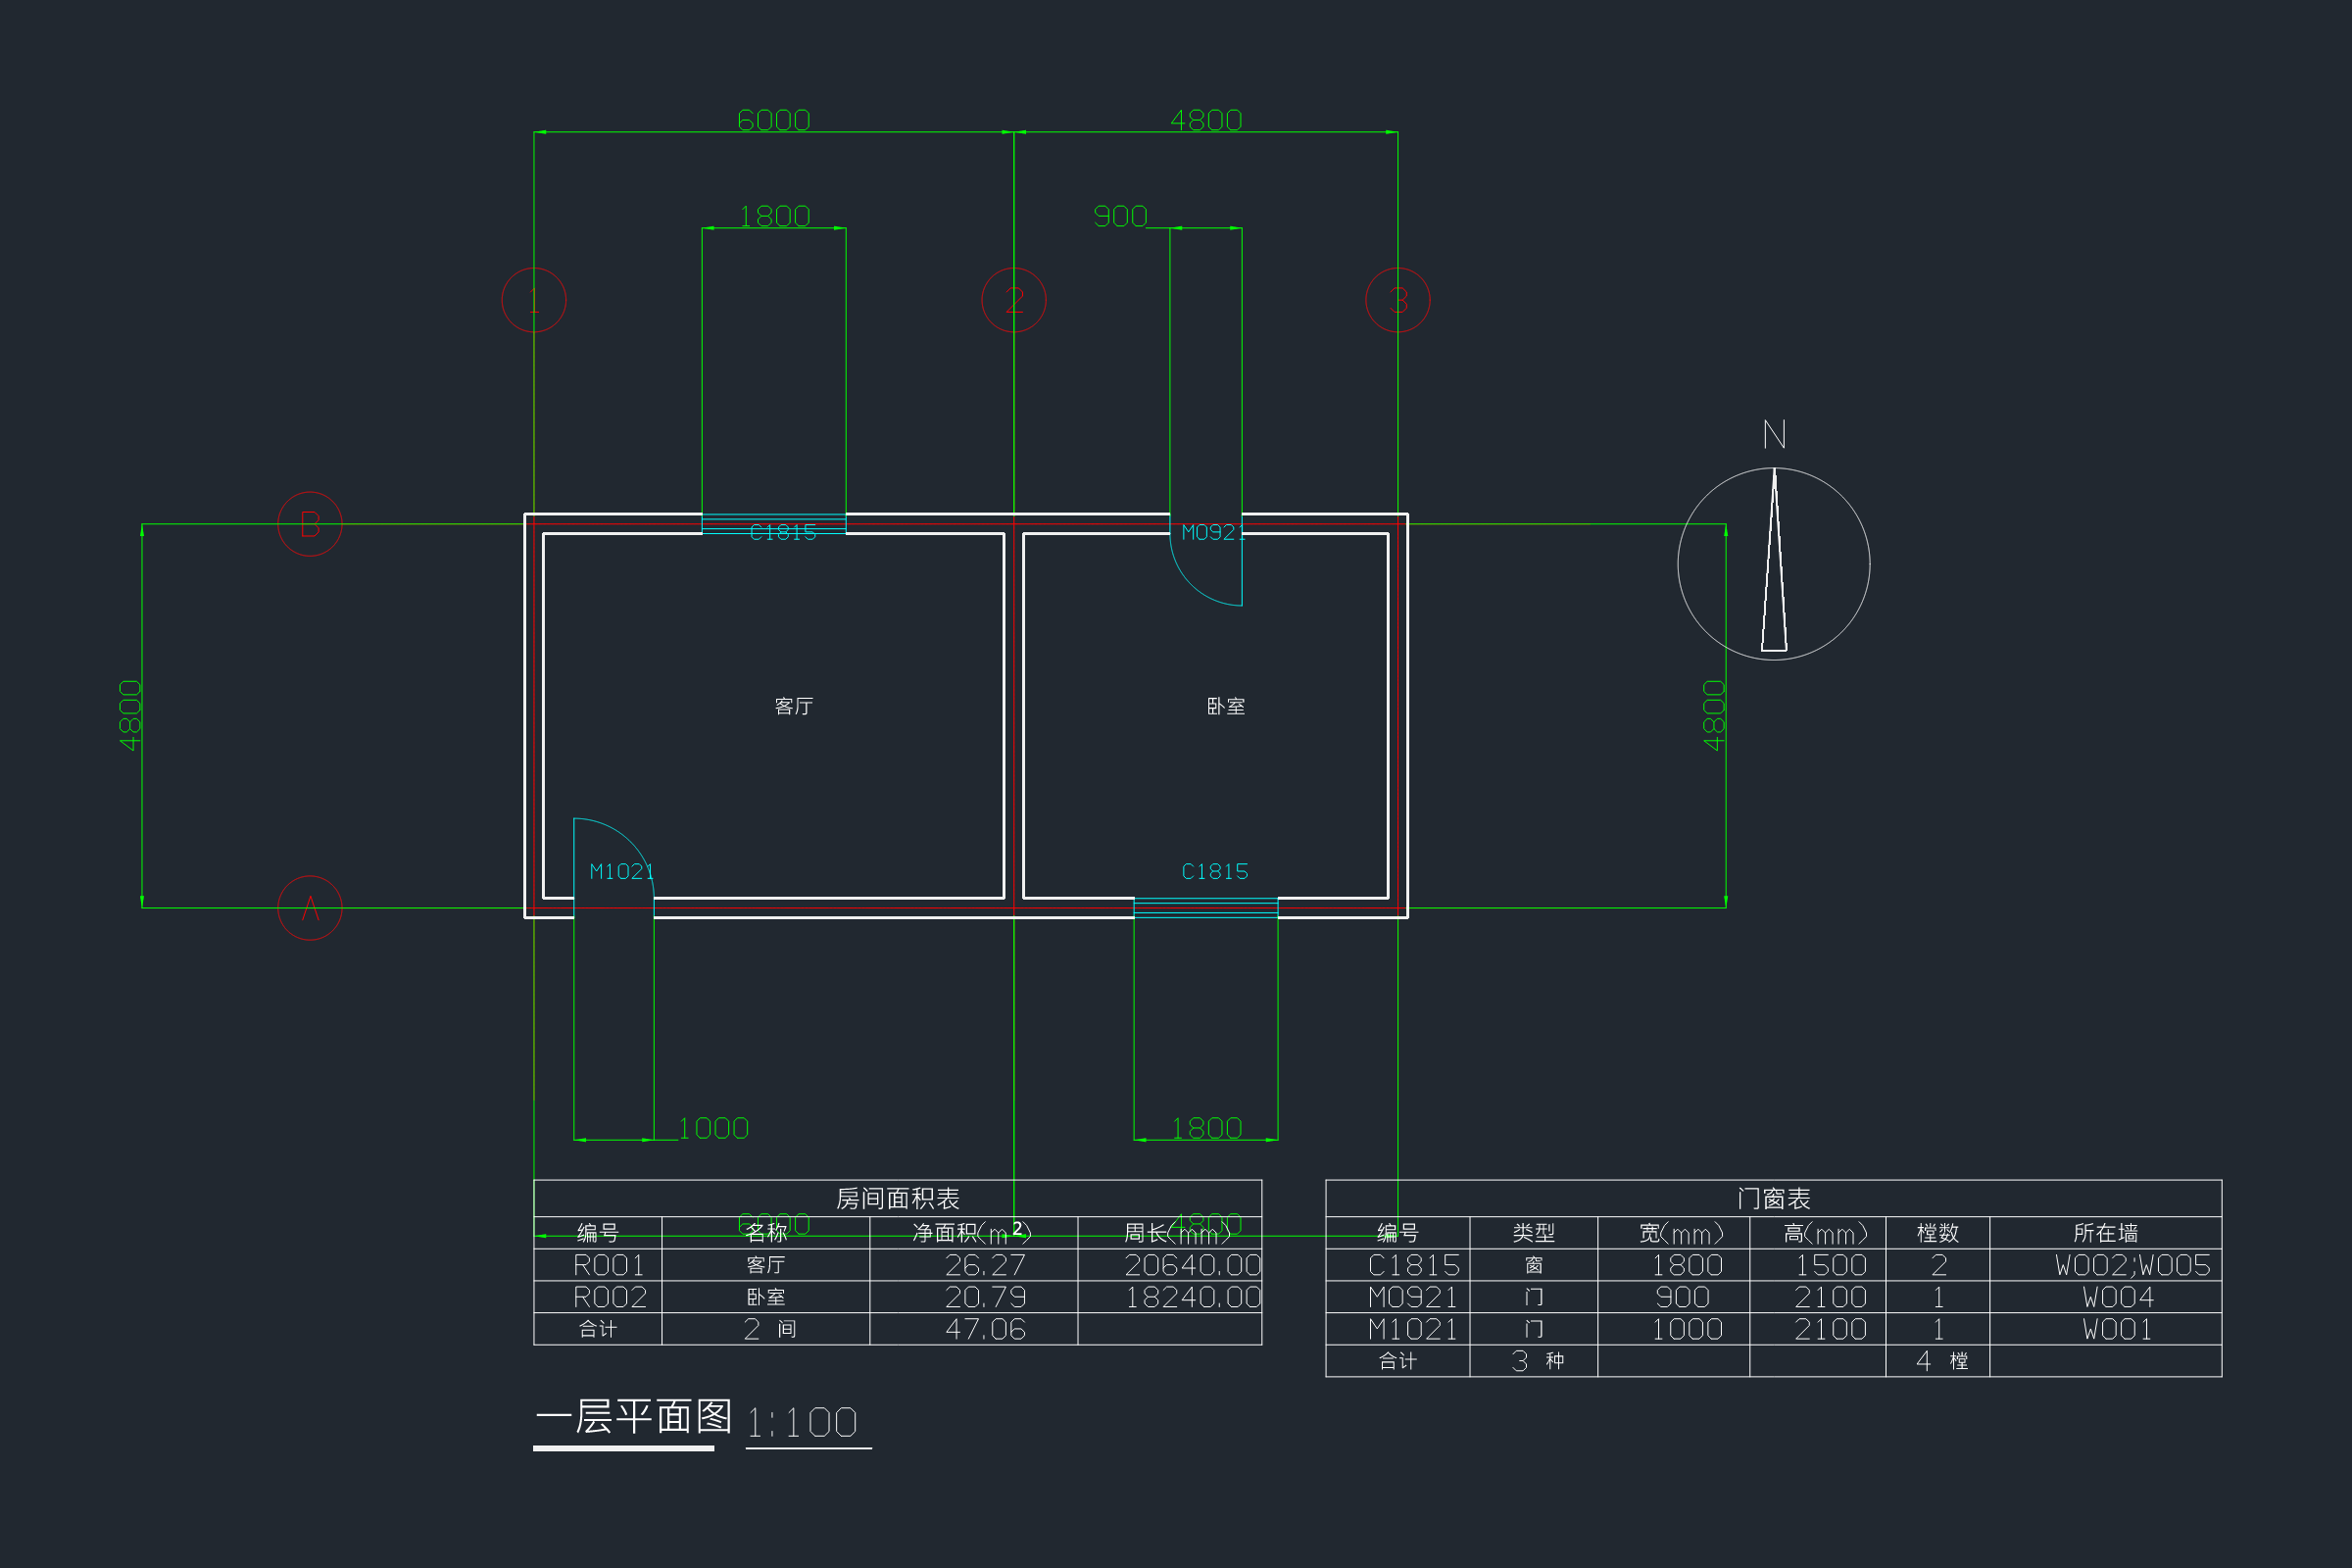 6000 4800
1800 900
1 2 3
N
B C1815 M0921
4800 客厅 卧室 4800
M1021 C1815
A
1000 1800
房间面积表
6000 4800
编号 名称 净面积(m²) 周长(mm)
R001 客厅 26.27 20640.00
R002 卧室 20.79 18240.00
合计 2 间 47.06
门窗表
编号 类型 宽(mm) 高(mm) 樘数 所在墙
C1815 窗 1800 1500 2 W002;W005
M0921 门 900 2100 1 W004
M1021 门 1000 2100 1 W001
合计 3 种 4 樘
一层平面图 1:100